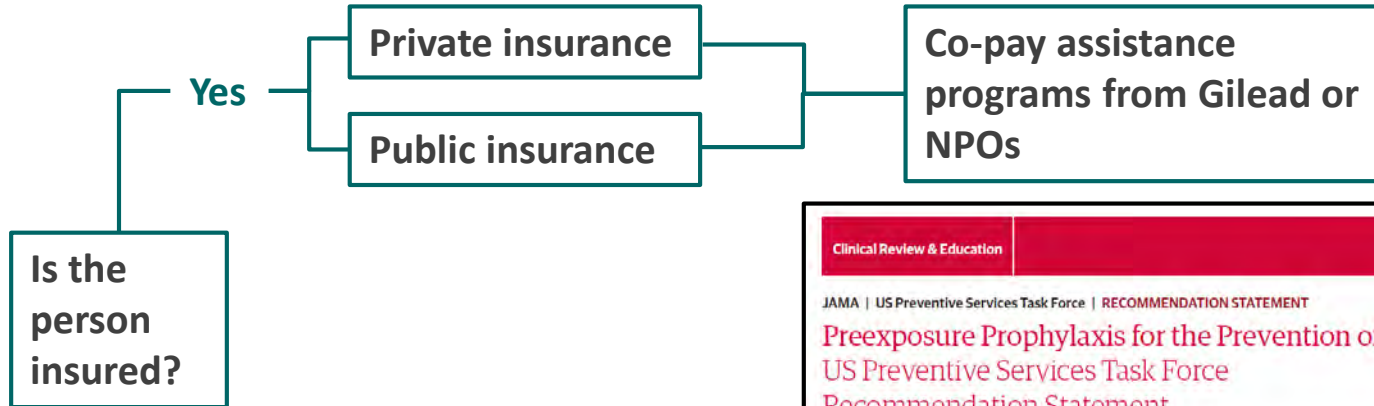 Private insurance
Yes
Public insurance
Co-pay assistance
programs from Gilead or
NPOs
Is the
person
insured?
Clinical Review & Education
JAMA | US Preventive Services Task Force | RECOMMENDATION STATEMENT
Preexposure Prophylaxis for the Prevention o
US Preventive Services Task Force
Recommendation Statement